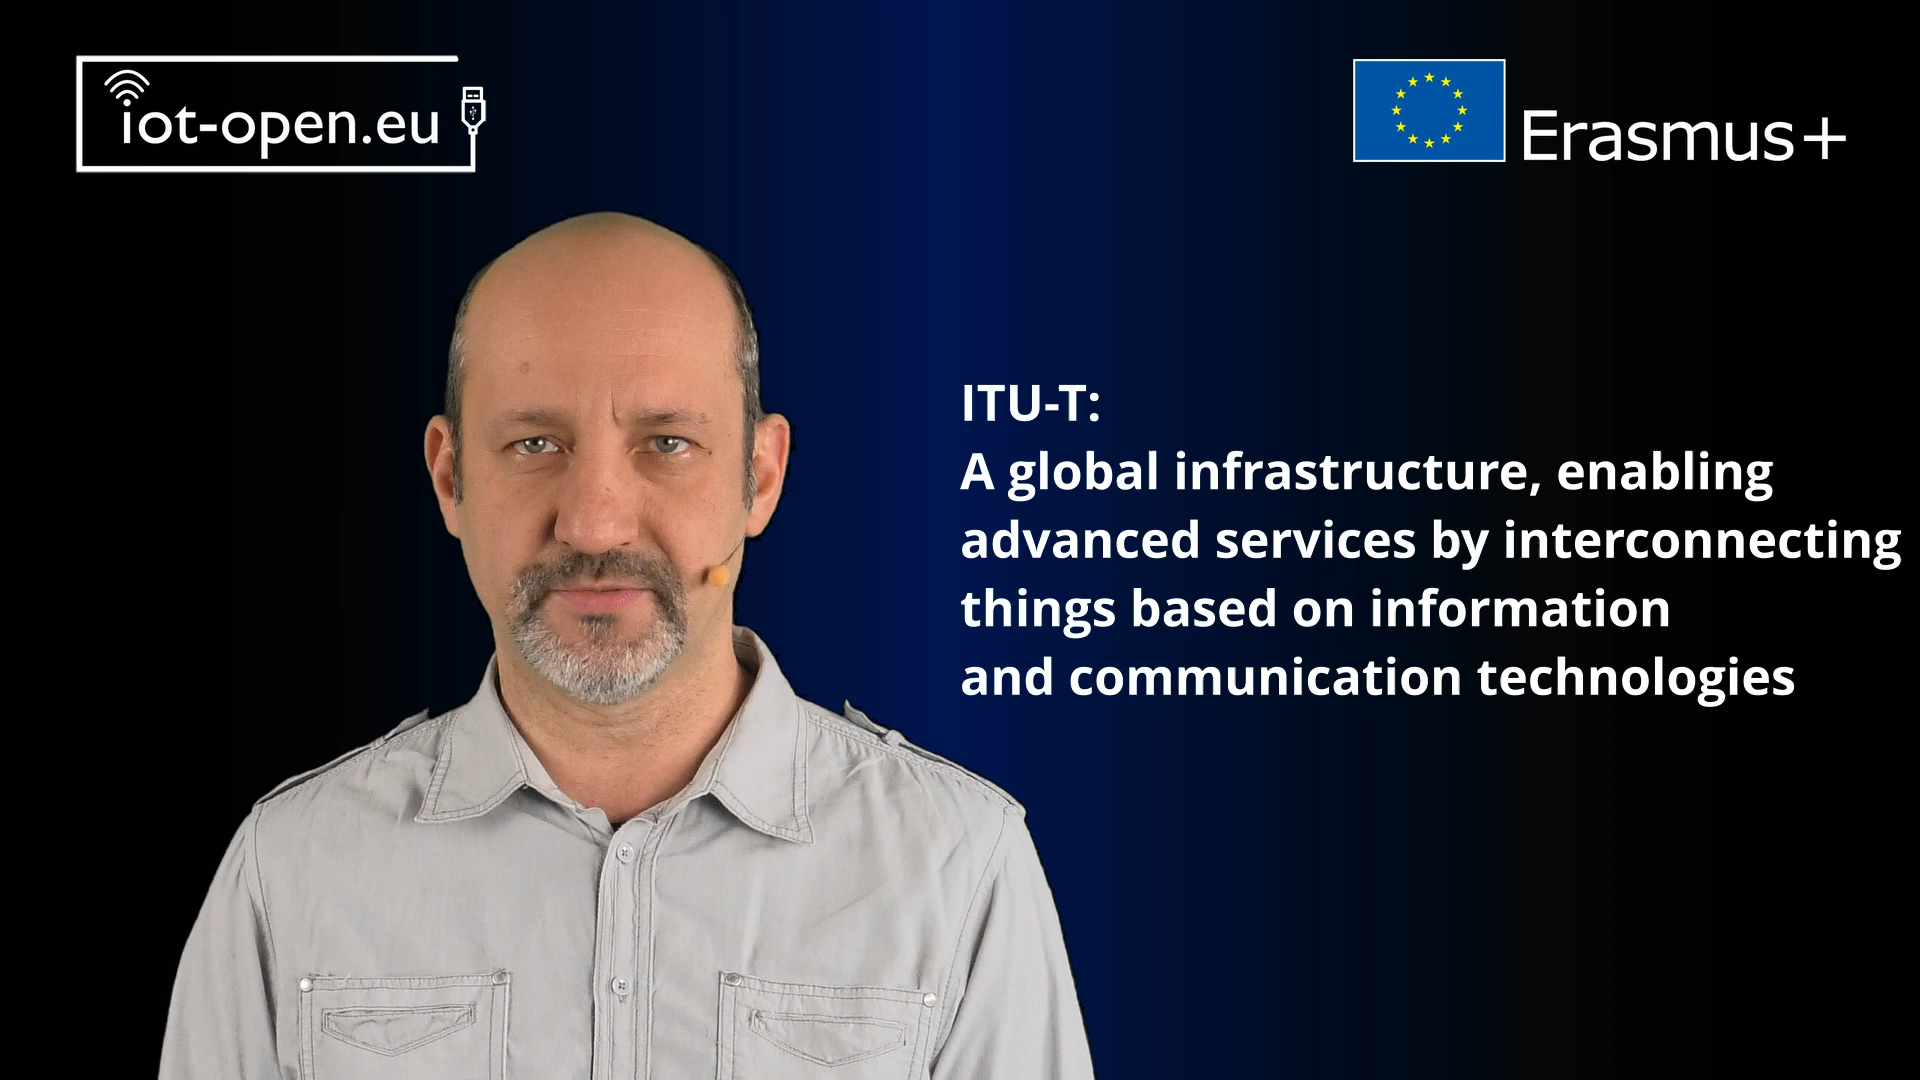 iot-open.eu
Erasmus+
ITU-T:
A global infrastructure, enabling
advanced services by interconnecting
things based on information
and communication technologies